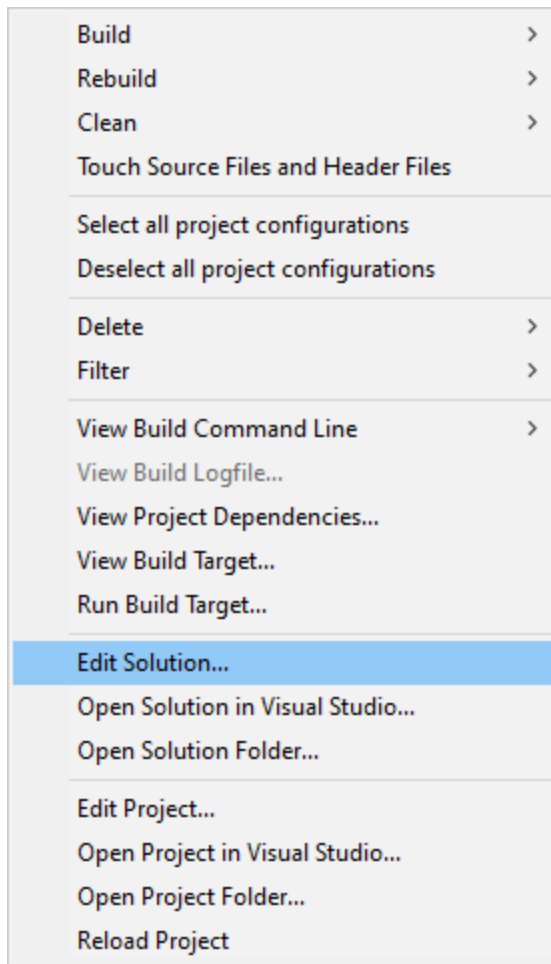 Build
Rebuild
Clean
Touch Source Files and Header Files
Select all project configurations
Deselect all project configurations
Delete
Filter
View Build Command Line
View Build Logfile...
View Project Dependencies...
View Build Target...
Run Build Target...
Edit Solution...
Open Solution in Visual Studio...
Open Solution Folder...
Edit Project...
Open Project in Visual Studio...
Open Project Folder...
Reload Project